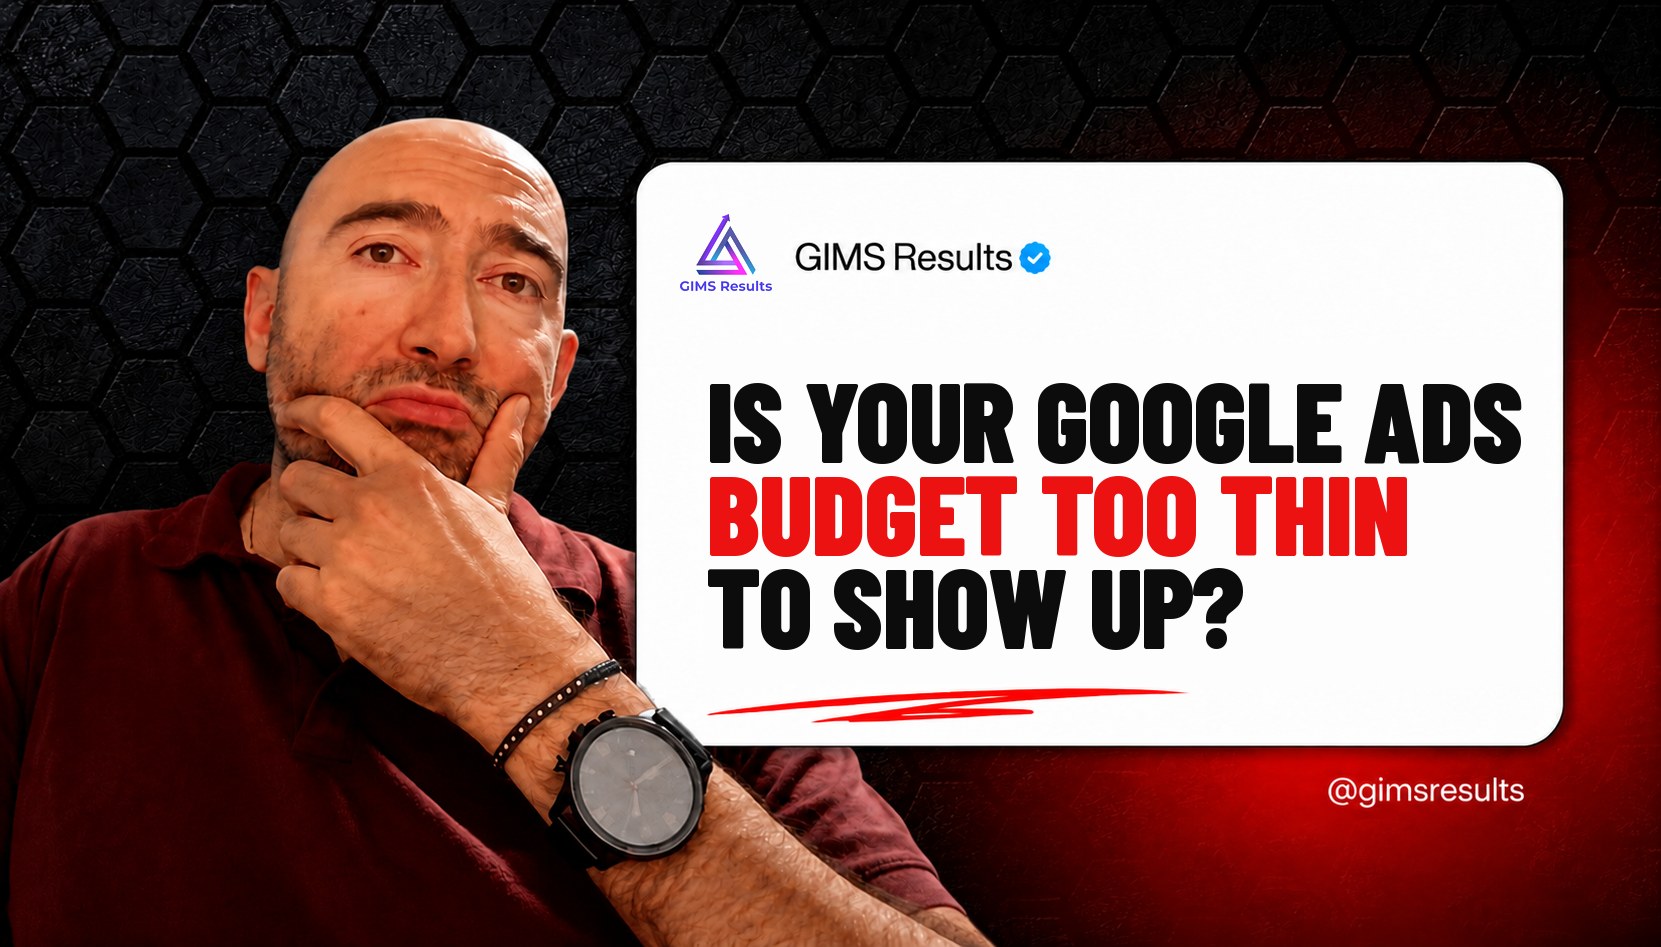 GIMS Results
GIMS Results
IS YOUR GOOGLE ADS
BUDGET TOO THIN
TO SHOW UP?
@gimsresults